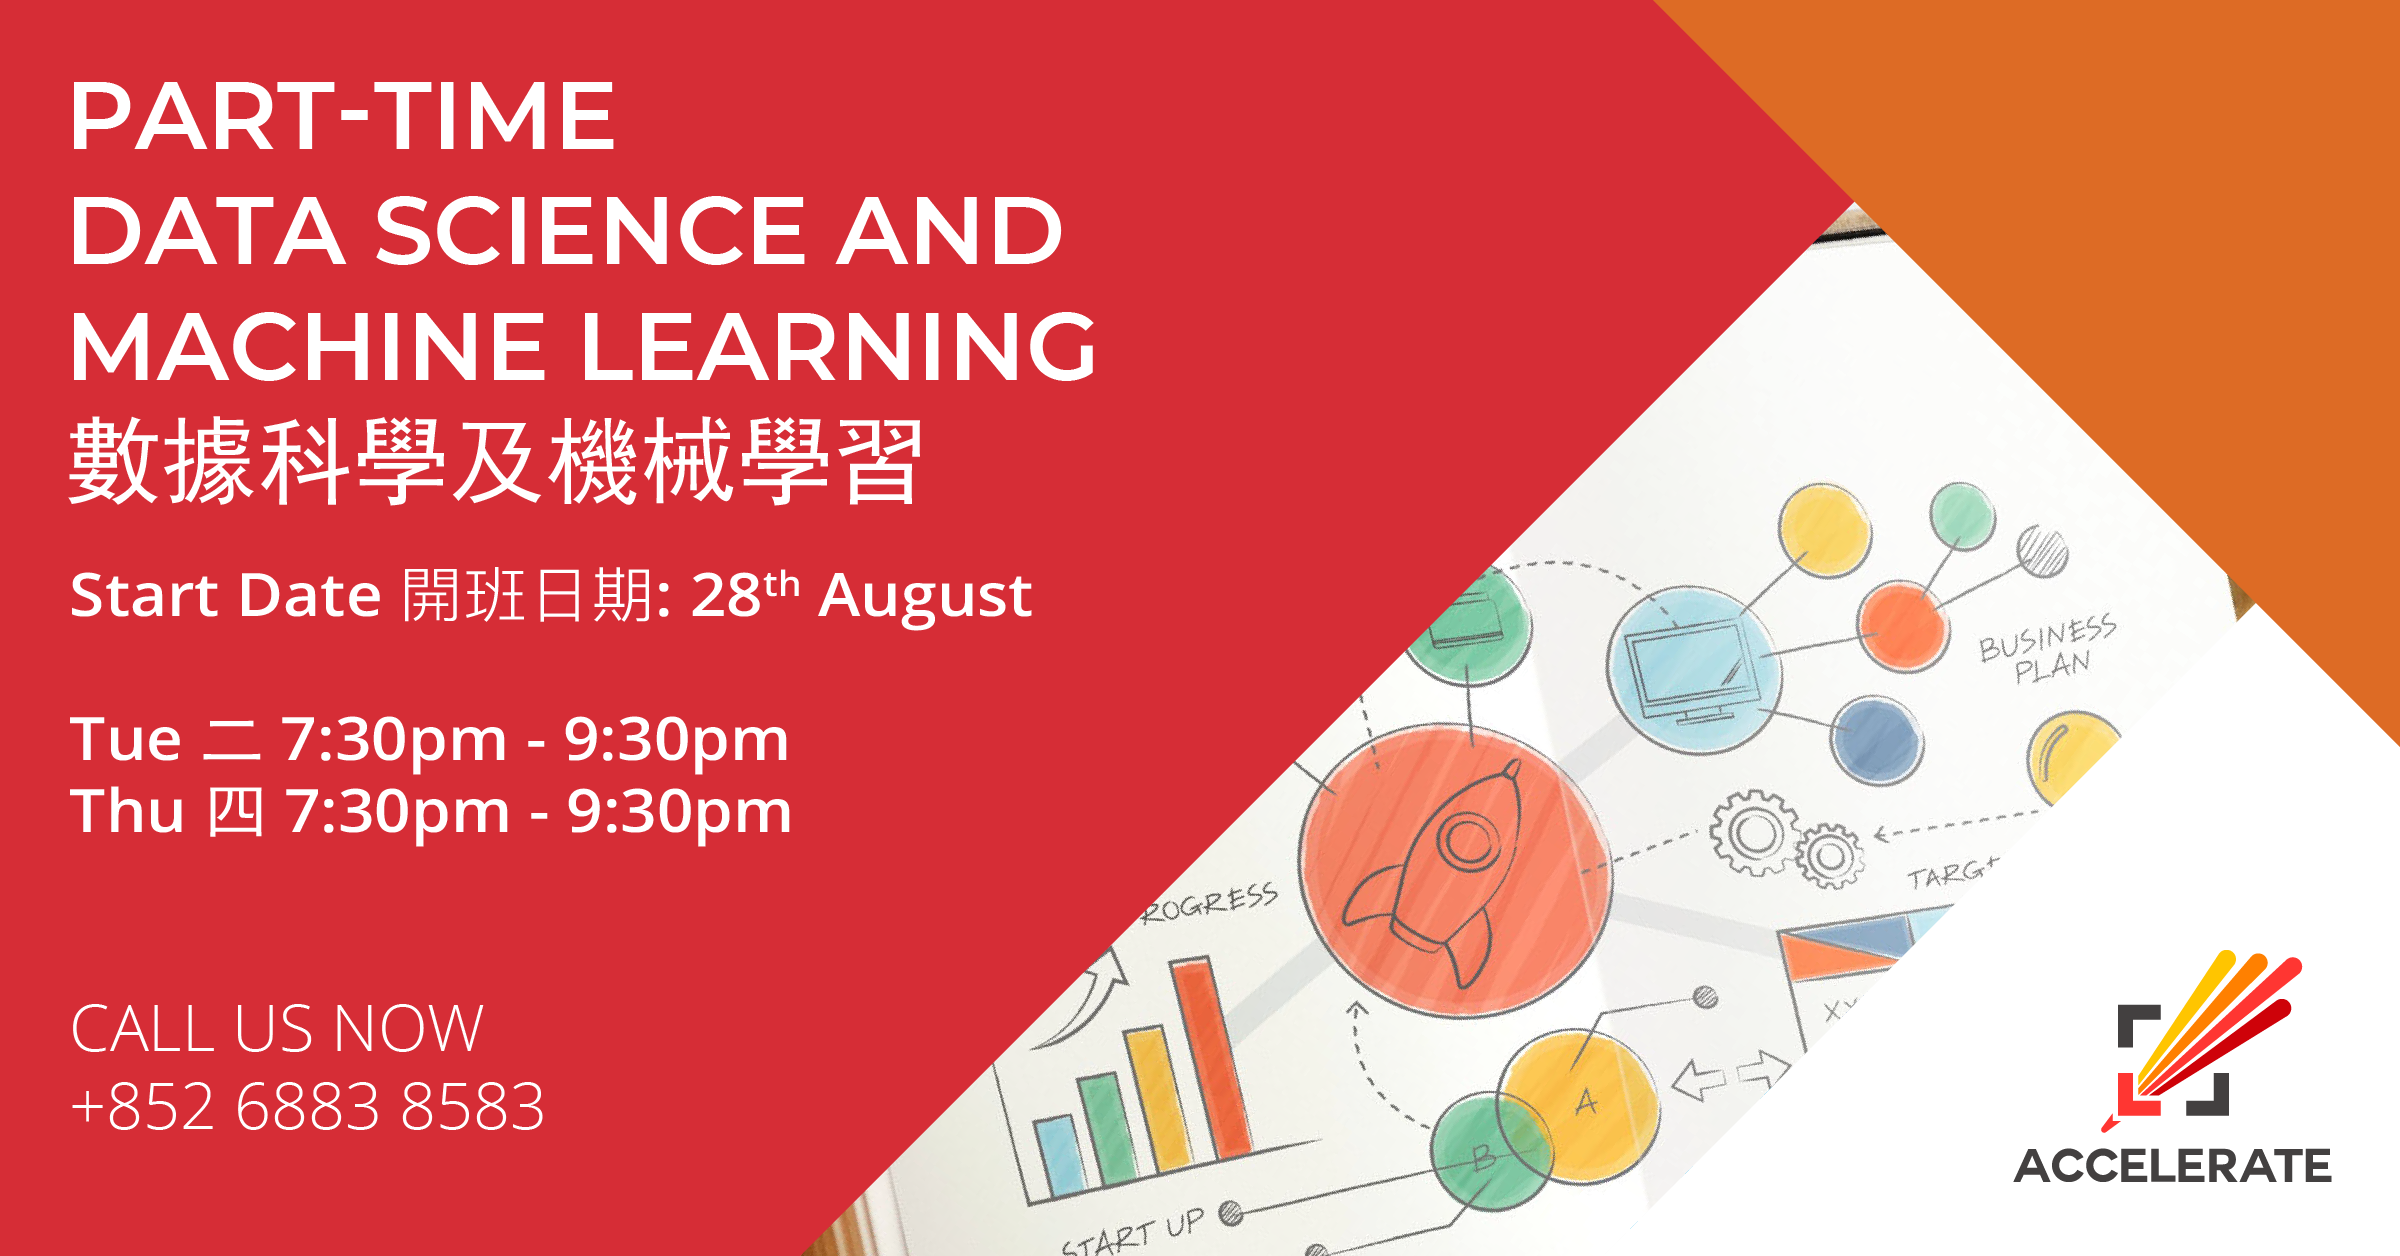 PART-TIME
DATA SCIENCE AND
MACHINE LEARNING
數據科學及機械學習
Start Date 開班日期: 28th August
Tue 二 7:30pm - 9:30pm
Thu 四 7:30pm - 9:30pm
CALL US NOW
+852 6883 8583
BUSINESS
PLAN
ROGRESS
TARG
XY
A
B
START UP
ACCELERATE